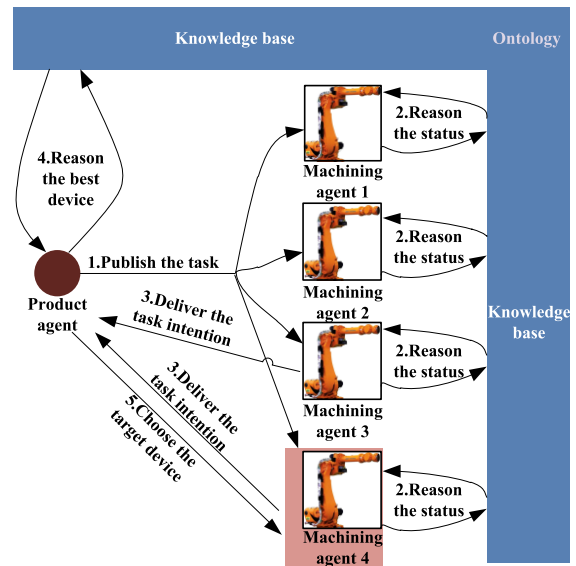 Knowledge base
Ontology
4.Reason
the best
device
2.Reason
the status
Machining
agent 1
1.Publish the task
2.Reason
the status
Machining
agent 2
Product
agent
3.Deliver the
task intention
Knowledge
base
2.Reason
the status
Machining
agent 3
3.Deliver the
task intention
5.Choose the
target device
2.Reason
the status
Machining
agent 4